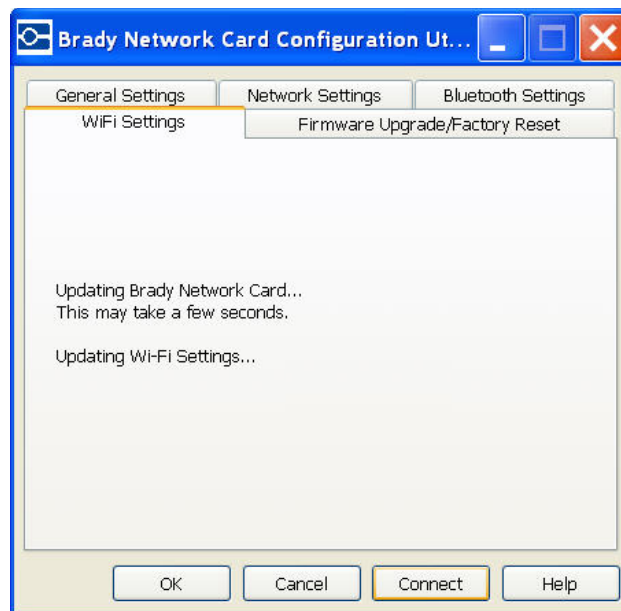 Brady Network Card Configuration Ut...
General Settings
Network Settings
Bluetooth Settings
WiFi Settings
Firmware Upgrade/Factory Reset
Updating Brady Network Card...
This may take a few seconds.
Updating Wi-Fi Settings...
OK
Cancel
Connect
Help